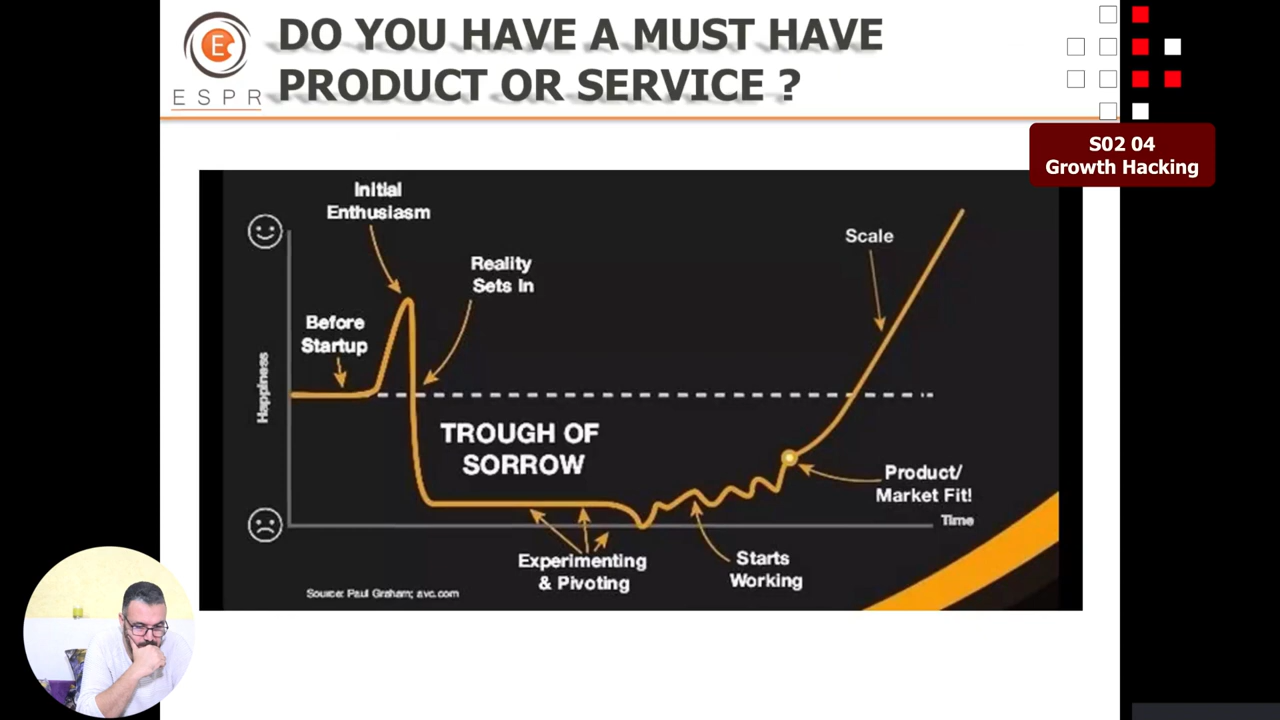 DO YOU HAVE A MUST HAVE
PRODUCT OR SERVICE ?
E
ESPR
S02 04
Growth Hacking
Initial
Enthusiasm
Reality
Sets In
Scale
Before
Startup
Happiness
TROUGH OF
SORROW
Product/
Market Fit!
Time
Experimenting
& Pivoting
Starts
Working
Source: Paul Graham; avc.com